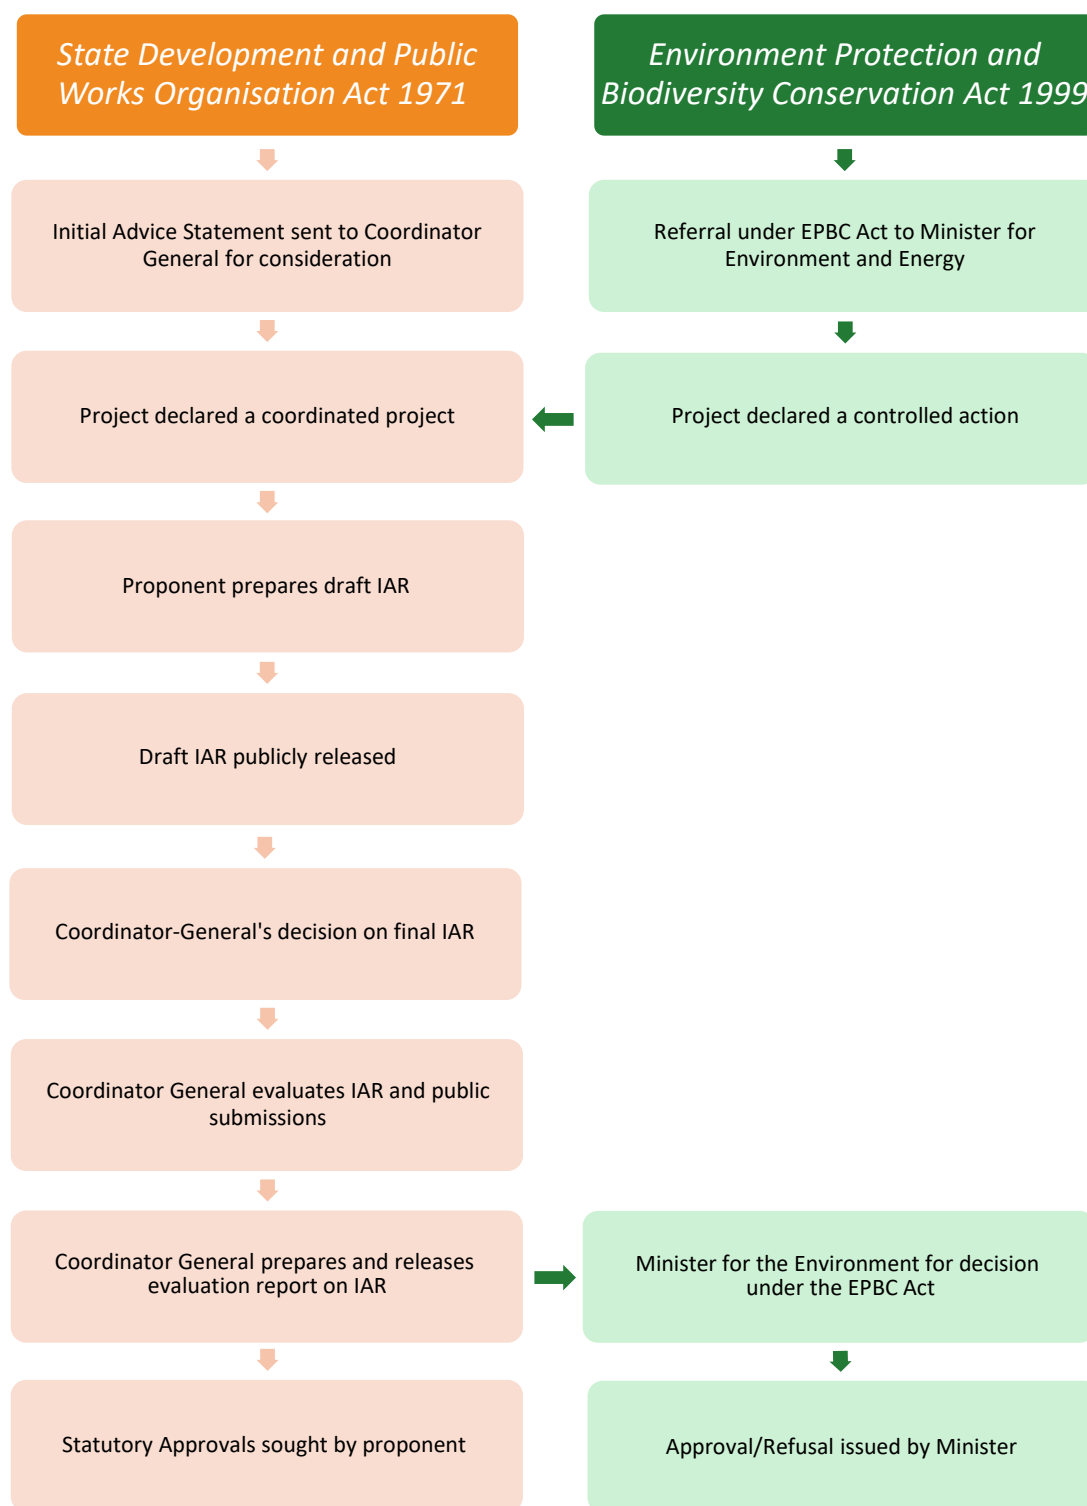 State Development and Public
Works Organisation Act 1971
Environment Protection and
Biodiversity Conservation Act 1999
Initial Advice Statement sent to Coordinator
General for consideration
Referral under EPBC Act to Minister for
Environment and Energy
Project declared a coordinated project
Project declared a controlled action
Proponent prepares draft IAR
Draft IAR publicly released
Coordinator-General's decision on final IAR
Coordinator General evaluates IAR and public
submissions
Coordinator General prepares and releases
evaluation report on IAR
Minister for the Environment for decision
under the EPBC Act
Statutory Approvals sought by proponent
Approval/Refusal issued by Minister